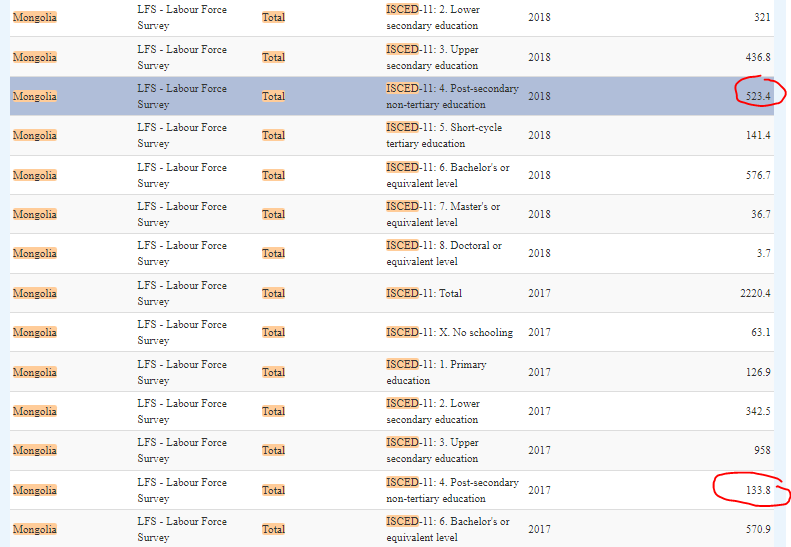 Mongolia LFS - Labour Force Survey Total ISCED-11: 2. Lower secondary education 2018 321
Mongolia LFS - Labour Force Survey Total ISCED-11: 3. Upper secondary education 2018 436.8
Mongolia LFS - Labour Force Survey Total ISCED-11: 4. Post-secondary non-tertiary education 2018 523.4
Mongolia LFS - Labour Force Survey Total ISCED-11: 5. Short-cycle tertiary education 2018 141.4
Mongolia LFS - Labour Force Survey Total ISCED-11: 6. Bachelor's or equivalent level 2018 576.7
Mongolia LFS - Labour Force Survey Total ISCED-11: 7. Master's or equivalent level 2018 36.7
Mongolia LFS - Labour Force Survey Total ISCED-11: 8. Doctoral or equivalent level 2018 3.7
Mongolia LFS - Labour Force Survey Total ISCED-11: Total 2017 2220.4
Mongolia LFS - Labour Force Survey Total ISCED-11: X. No schooling 2017 63.1
Mongolia LFS - Labour Force Survey Total ISCED-11: 1. Primary education 2017 126.9
Mongolia LFS - Labour Force Survey Total ISCED-11: 2. Lower secondary education 2017 342.5
Mongolia LFS - Labour Force Survey Total ISCED-11: 3. Upper secondary education 2017 958
Mongolia LFS - Labour Force Survey Total ISCED-11: 4. Post-secondary non-tertiary education 2017 133.8
Mongolia LFS - Labour Force Survey Total ISCED-11: 6. Bachelor's or equivalent level 2017 570.9